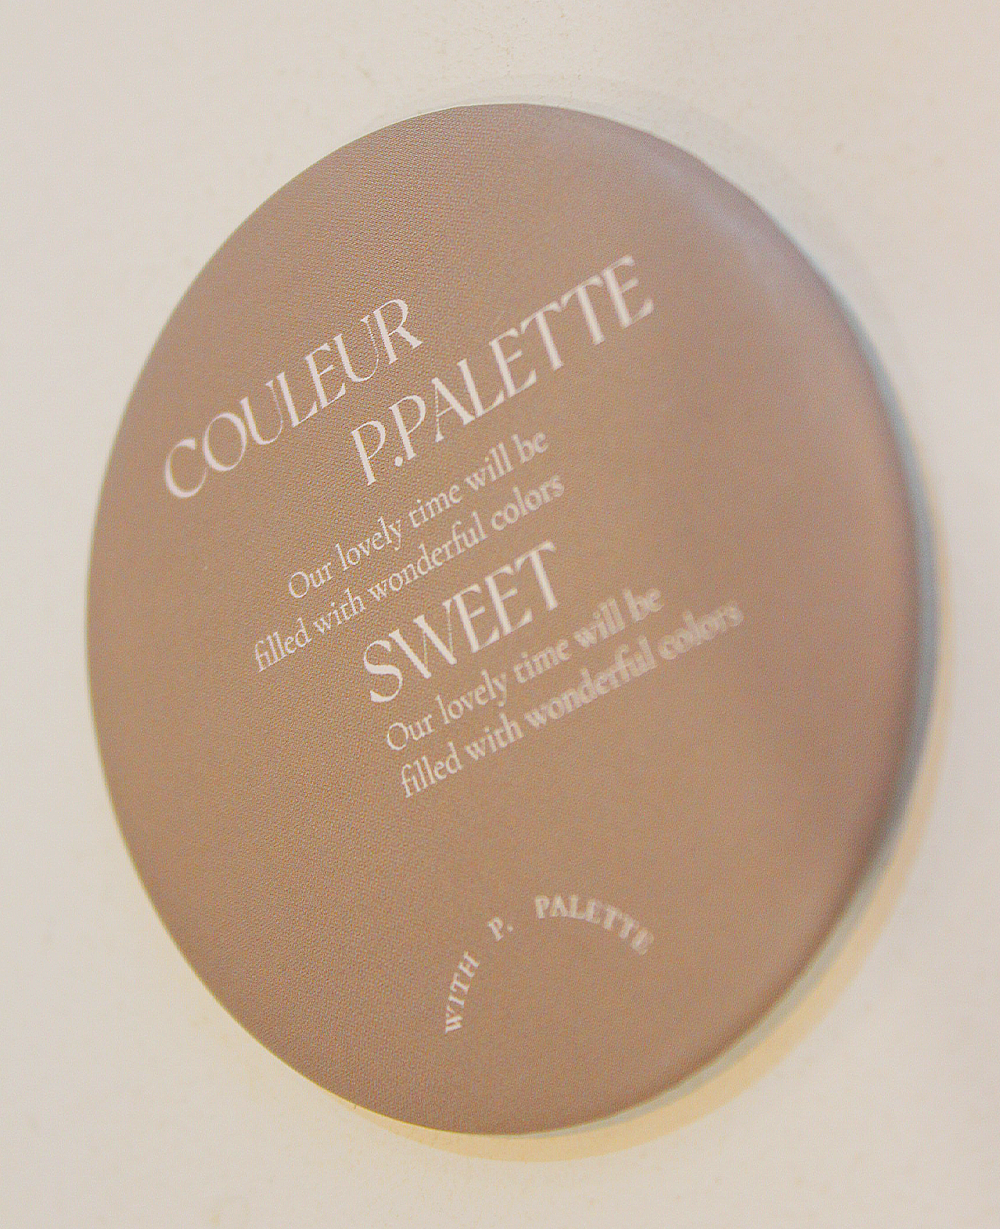 COULEUR
P.PALETTE
Our lovely time will be
filled with wonderful colors
SWEET
Our lovely time will be
filled with wonderful colors
WITH P. PALETTE